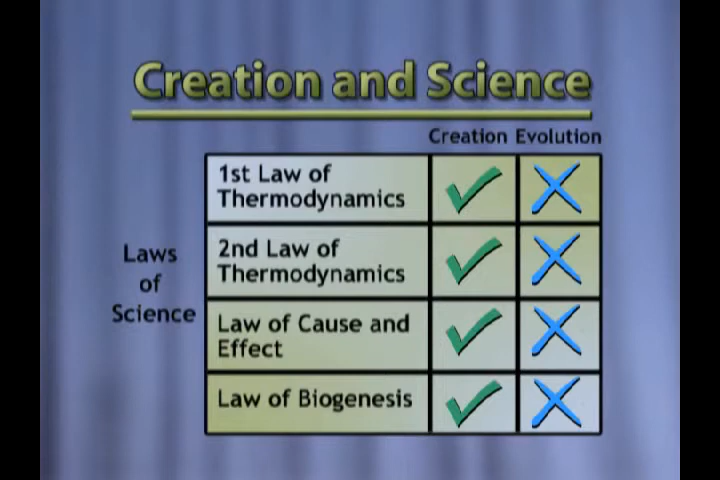 Creation and Science
Creation Evolution
1st Law of
Thermodynamics
2nd Law of
Thermodynamics
Laws
of
Science
Law of Cause and
Effect
Law of Biogenesis